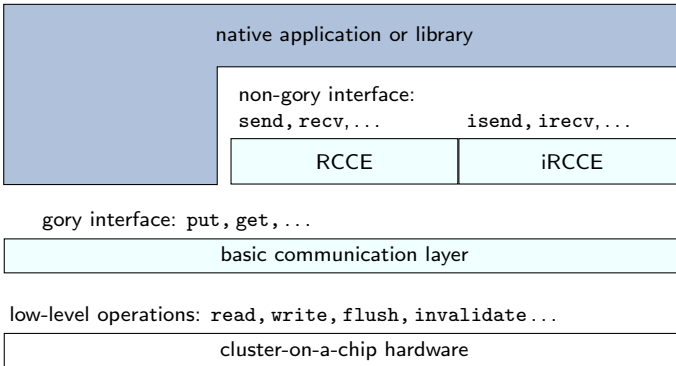 native application or library
non-gory interface:
send, recv, ... isend, irecv, ...
RCCE iRCCE
gory interface: put, get, ...
basic communication layer
low-level operations: read, write, flush, invalidate ...
cluster-on-a-chip hardware